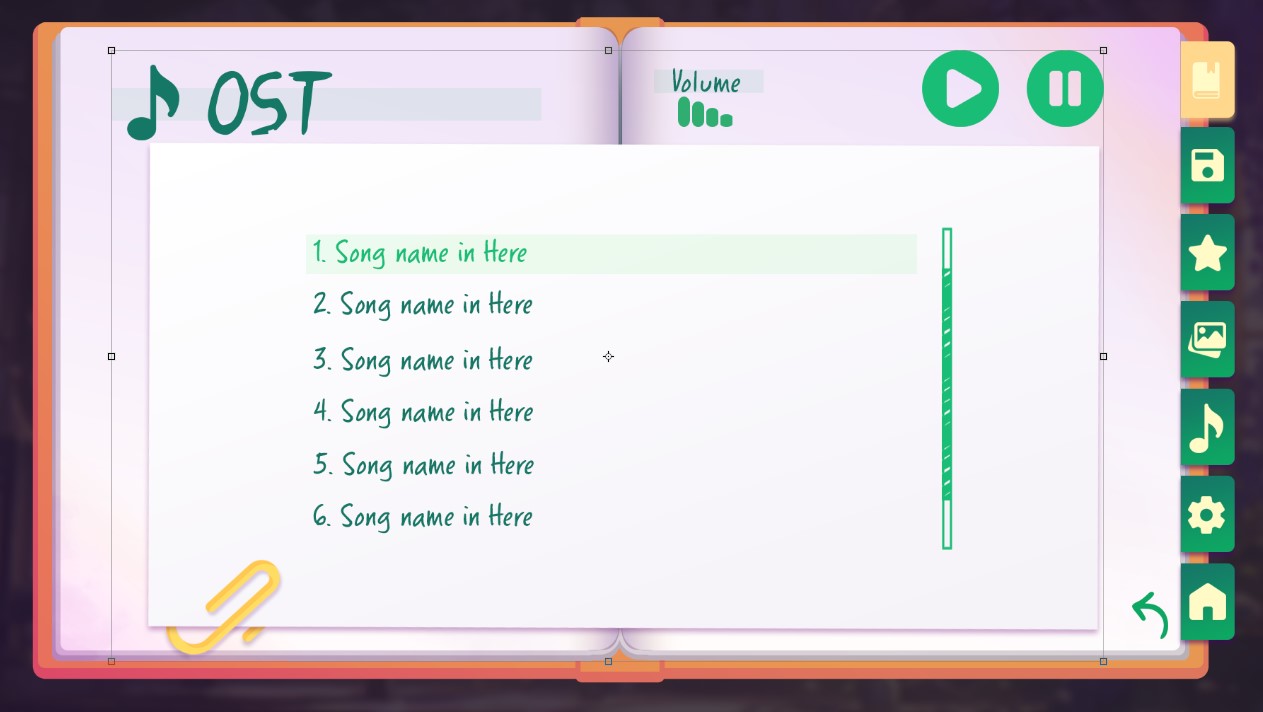 OST
Volume
1. Song name in Here
2. Song name in Here
3. Song name in Here
4. Song name in Here
5. Song name in Here
6. Song name in Here